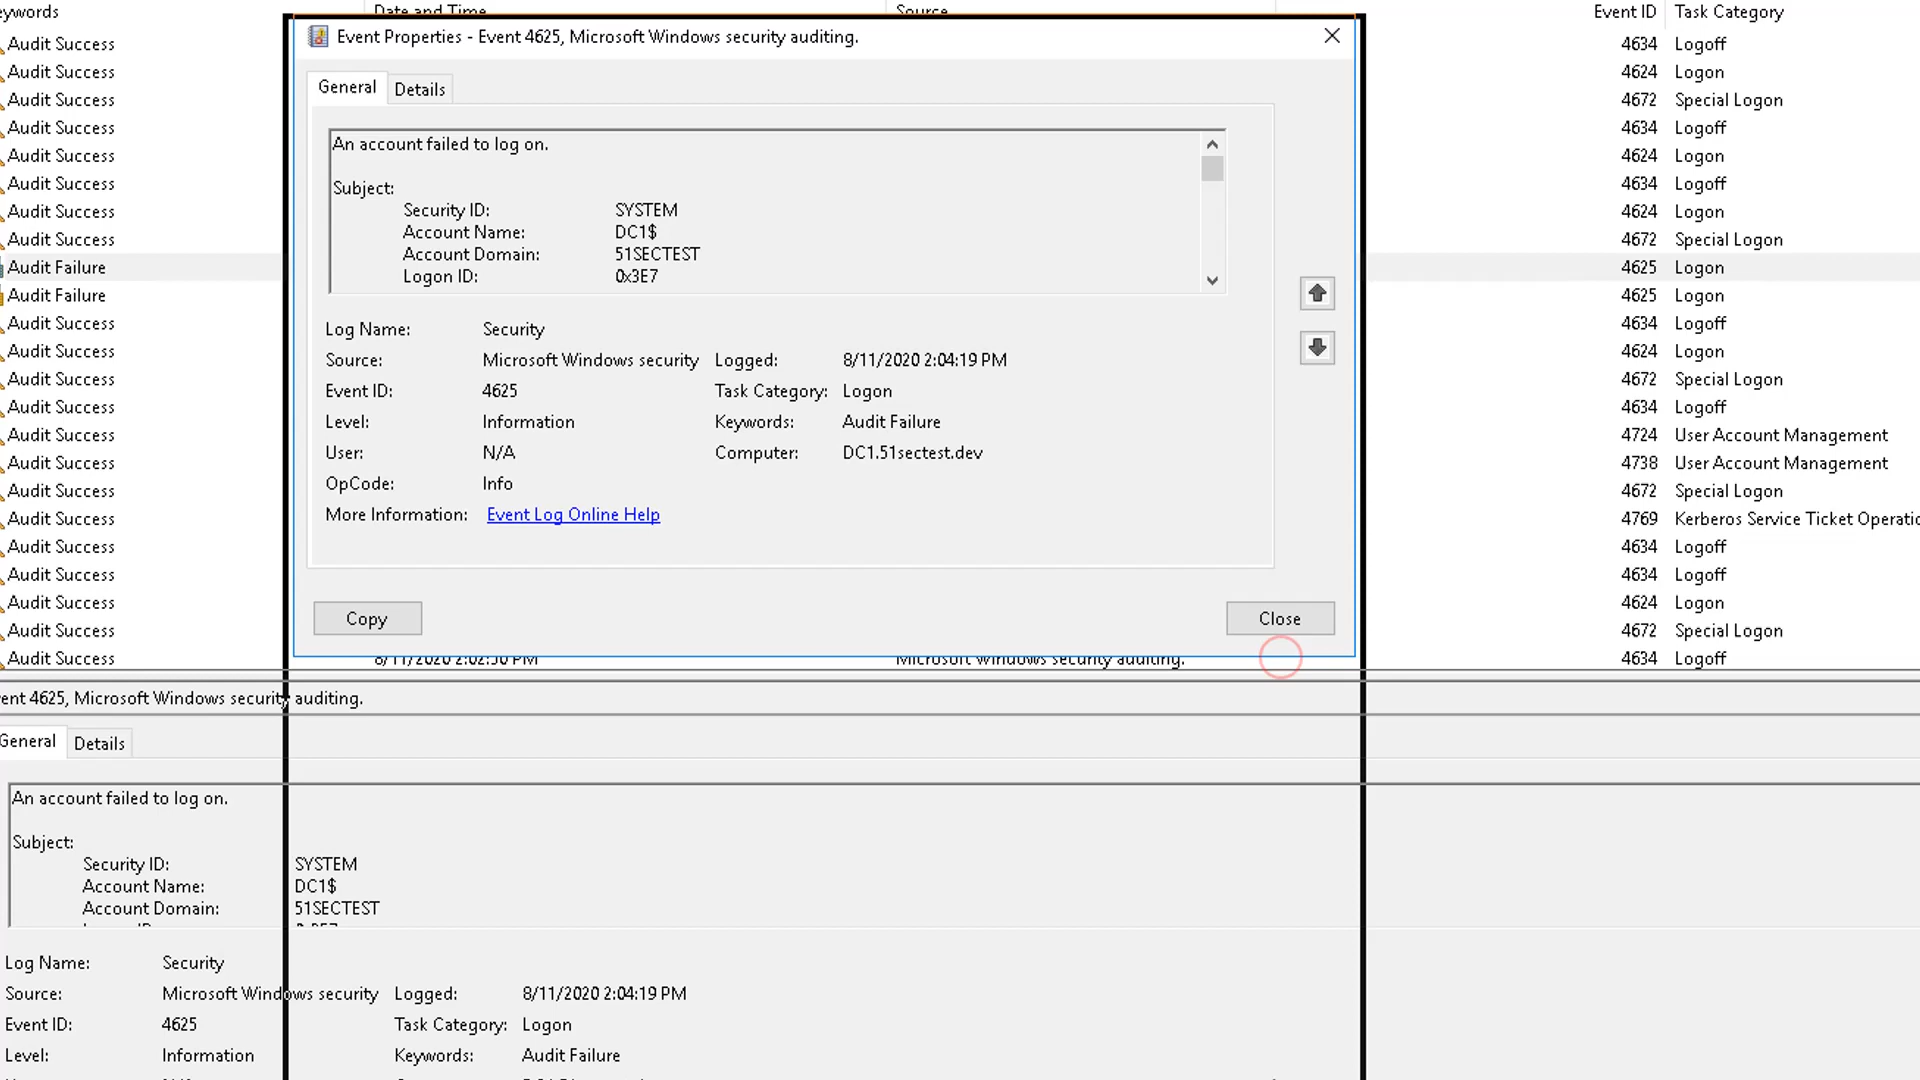 eywords Date and Time Source Event ID Task Category
Event Properties - Event 4625, Microsoft Windows security auditing.
General Details
An account failed to log on.
Subject:
Security ID: SYSTEM
Account Name: DC1$
Account Domain: 51SECTEST
Logon ID: 0x3E7
Log Name: Security
Source: Microsoft Windows security Logged: 8/11/2020 2:04:19 PM
Event ID: 4625 Task Category: Logon
Level: Information Keywords: Audit Failure
User: N/A Computer: DC1.51sectest.dev
OpCode: Info
More Information: Event Log Online Help
Copy Close
Audit Success 4634 Logoff
Audit Success 4624 Logon
Audit Success 4672 Special Logon
Audit Success 4634 Logoff
Audit Success 4624 Logon
Audit Success 4634 Logoff
Audit Success 4624 Logon
Audit Success 4672 Special Logon
Audit Failure 4625 Logon
Audit Failure 4625 Logon
Audit Success 4634 Logoff
Audit Success 4624 Logon
Audit Success 4672 Special Logon
Audit Success 4634 Logoff
Audit Success 4724 User Account Management
Audit Success 4738 User Account Management
Audit Success 4672 Special Logon
Audit Success 4769 Kerberos Service Ticket Operatio
Audit Success 4634 Logoff
Audit Success 4634 Logoff
Audit Success 4624 Logon
Audit Success 4672 Special Logon
Audit Success 8/11/2020 2:02:50 PM Microsoft Windows security auditing. 4634 Logoff
ent 4625, Microsoft Windows security auditing.
General Details
An account failed to log on.
Subject:
Security ID: SYSTEM
Account Name: DC1$
Account Domain: 51SECTEST
Log Name: Security
Source: Microsoft Windows security Logged: 8/11/2020 2:04:19 PM
Event ID: 4625 Task Category: Logon
Level: Information Keywords: Audit Failure